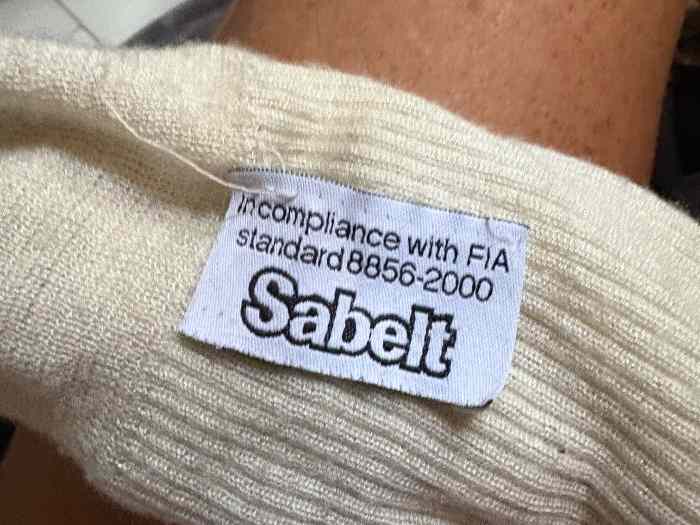 In compliance with FIA
standard 8856-2000
Sabelt